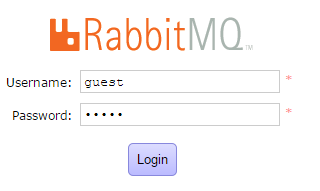 RabbitMQ™
Username: guest *
Password: ••••• *
Login